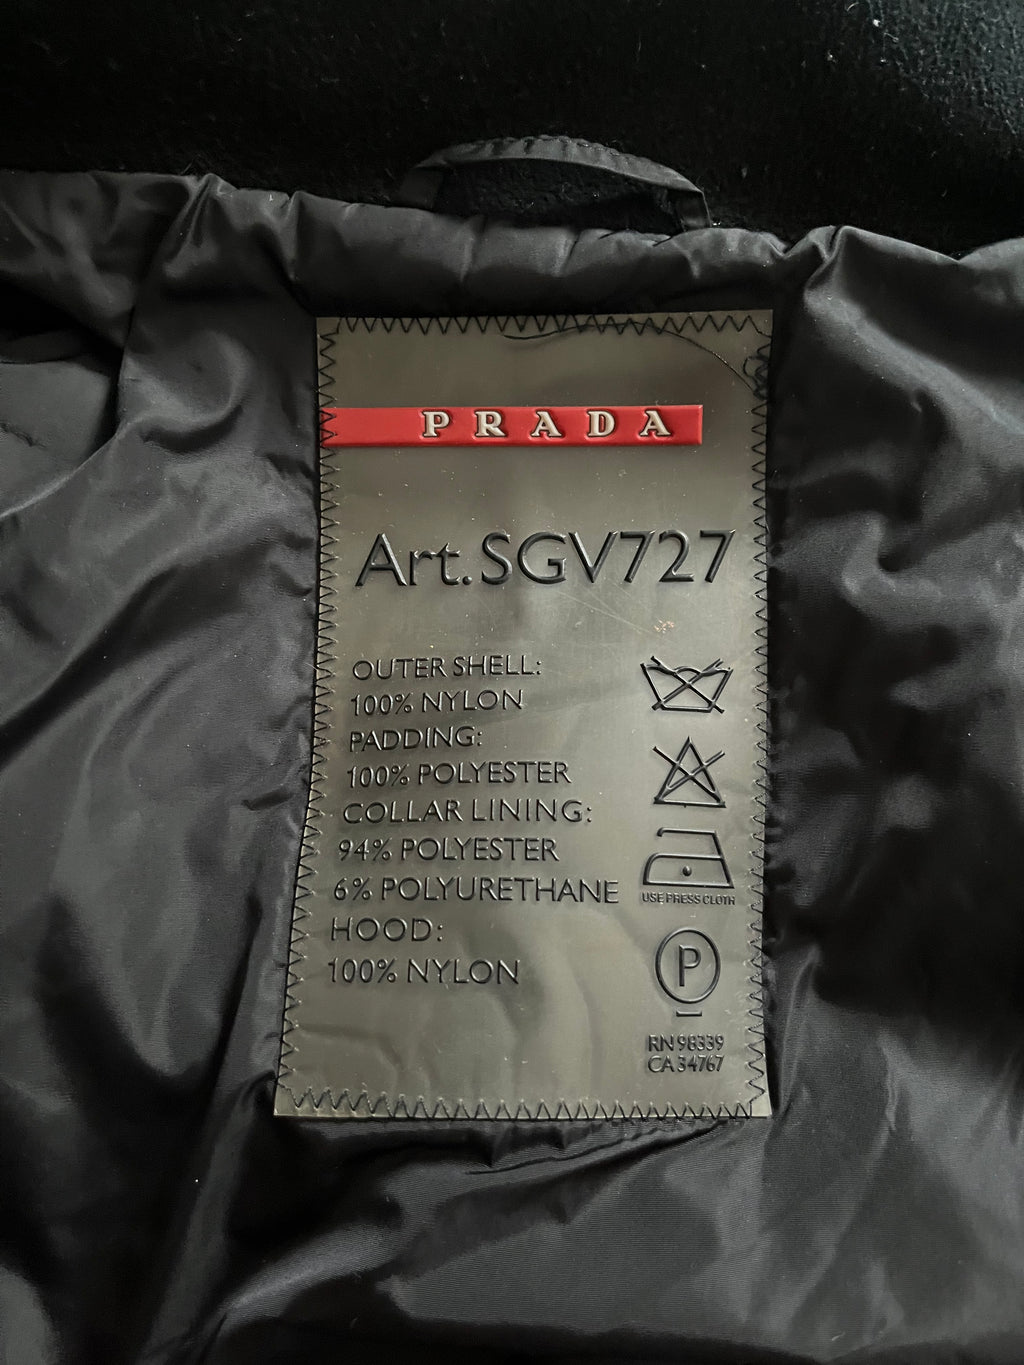 PRADA
Art.SGV727
OUTER SHELL:
100% NYLON
PADDING:
100% POLYESTER
COLLAR LINING:
94% POLYESTER
6% POLYURETHANE
HOOD:
100% NYLON
USE PRESS CLOTH
P
RN 98339
CA 34767